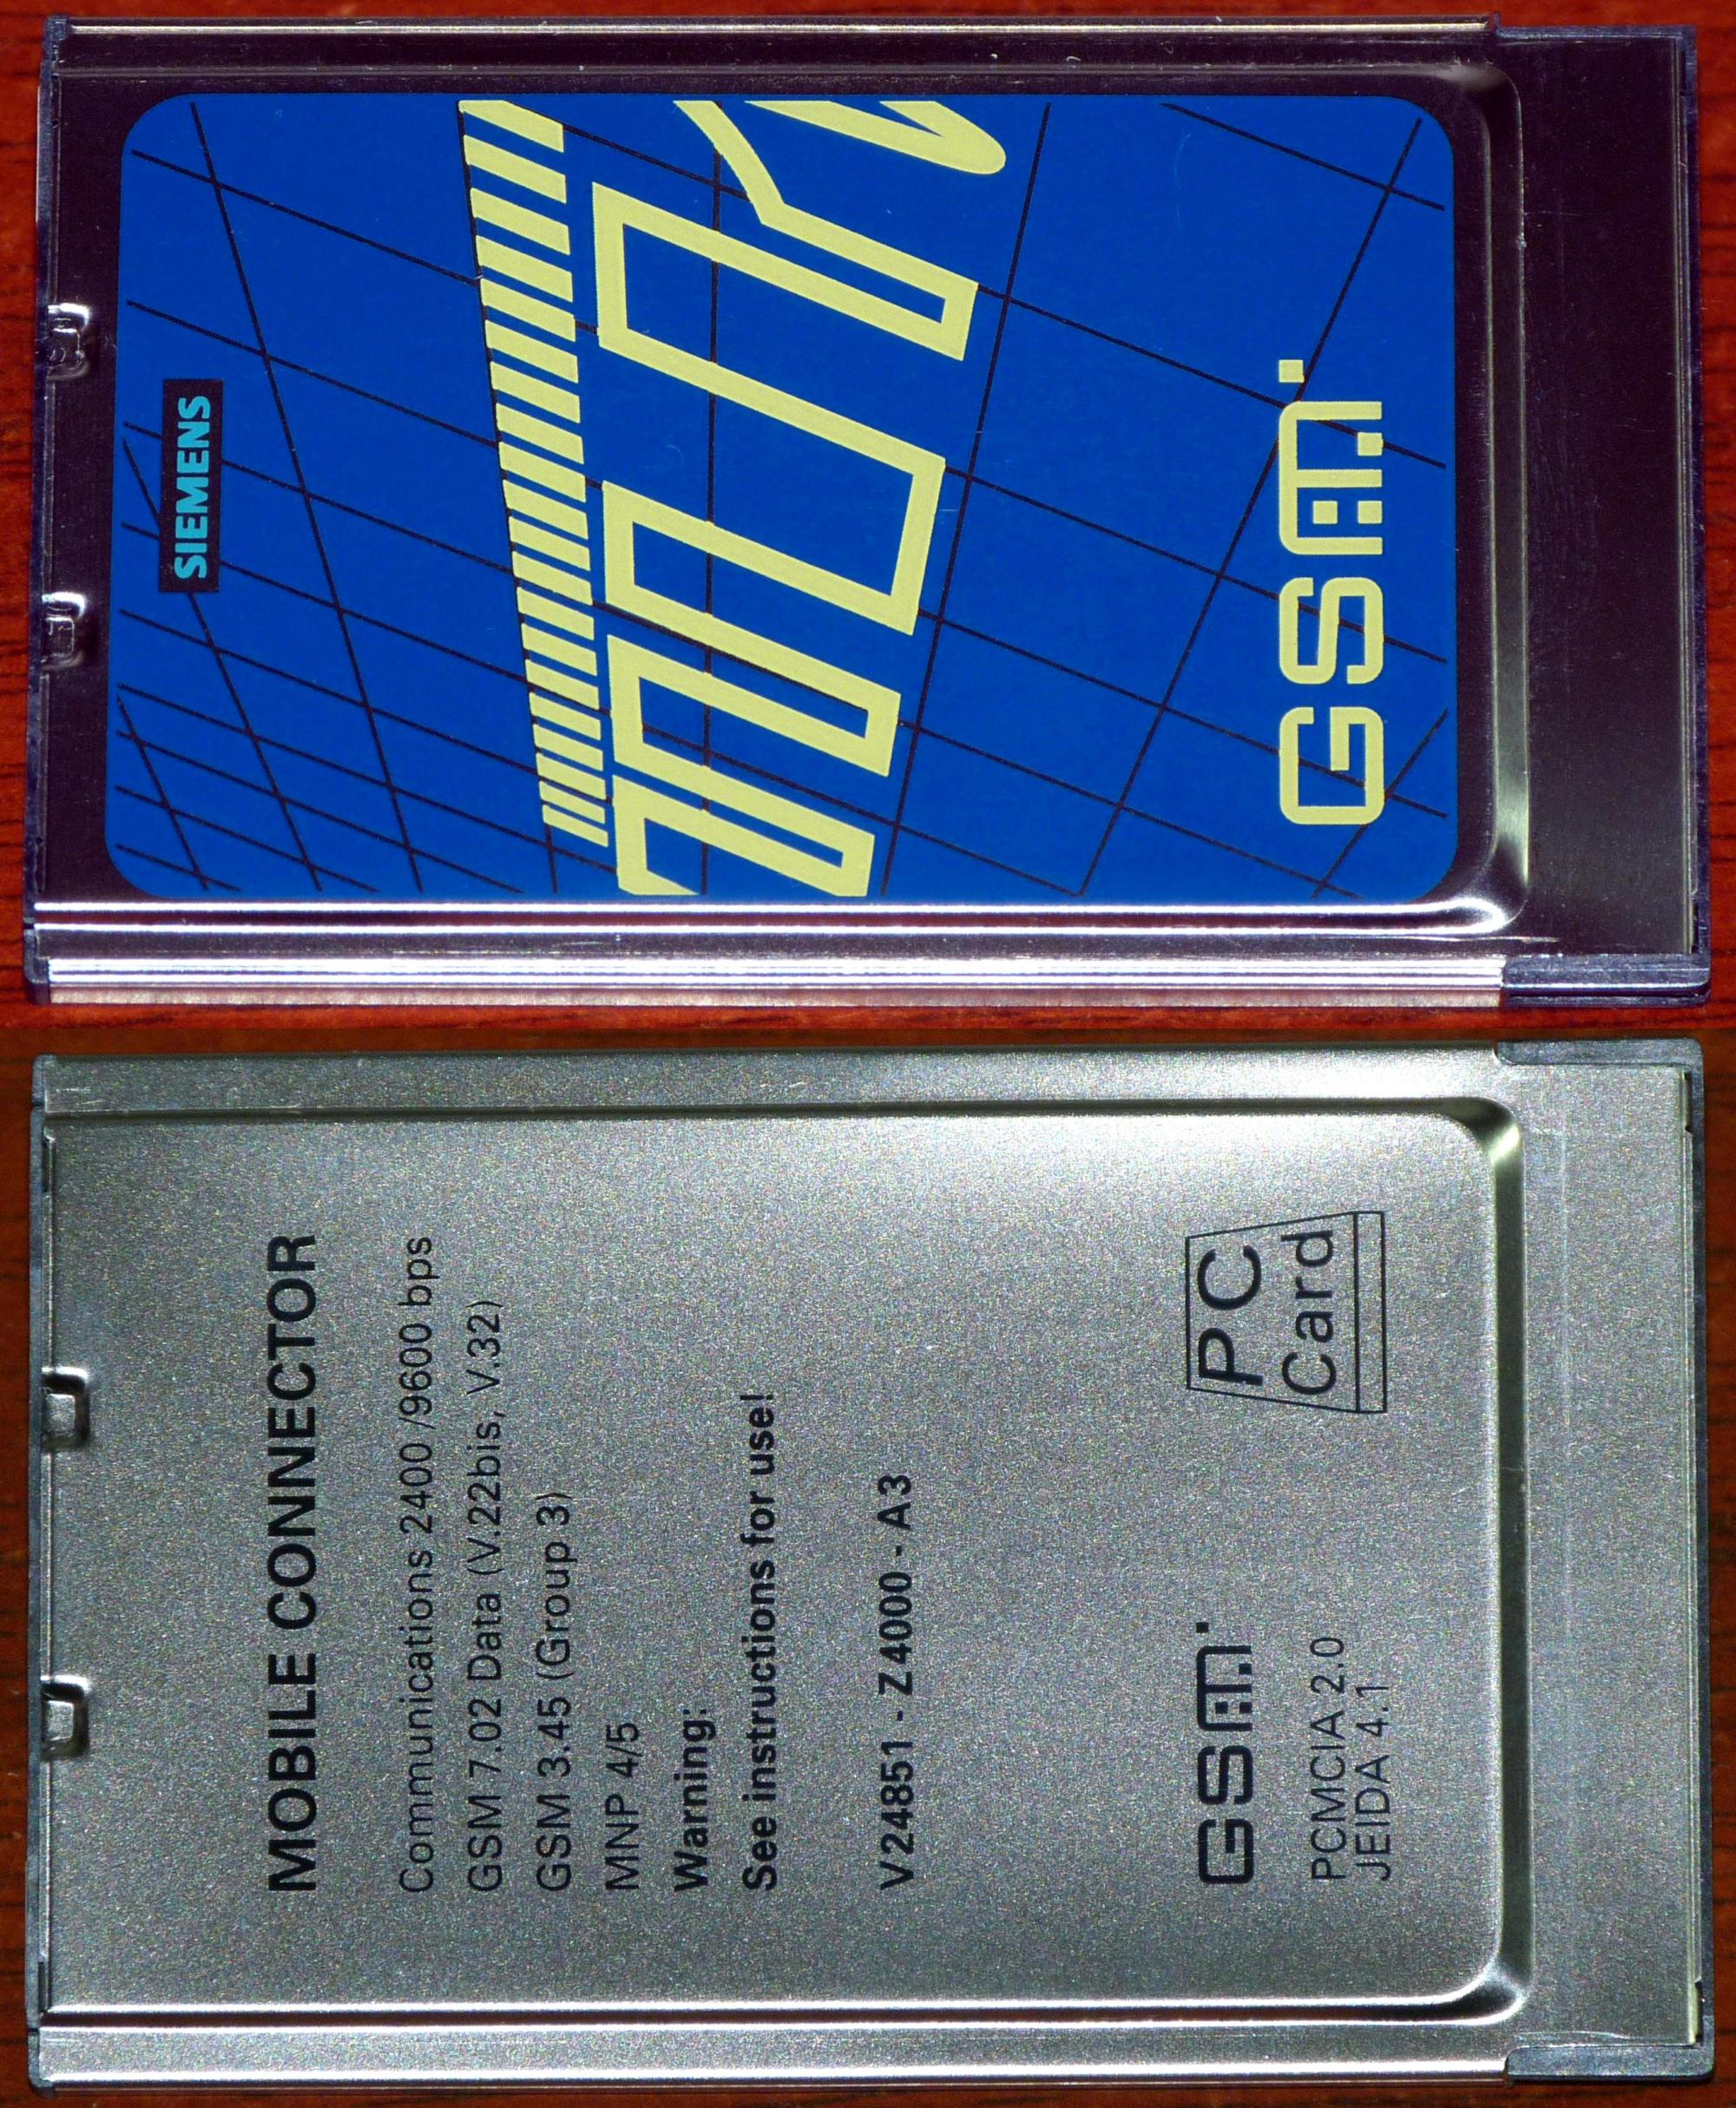 SIEMENS
GSM
MOBILE CONNECTOR
Communications 2400 /9600 bps
GSM 7.02 Data (V.22bis, V.32)
GSM 3.45 (Group 3)
MNP 4/5
Warning:
See instructions for use!
V24851 - Z4000 - A3
GSM
PCMCIA 2.0
JEIDA 4.1
PC
Card